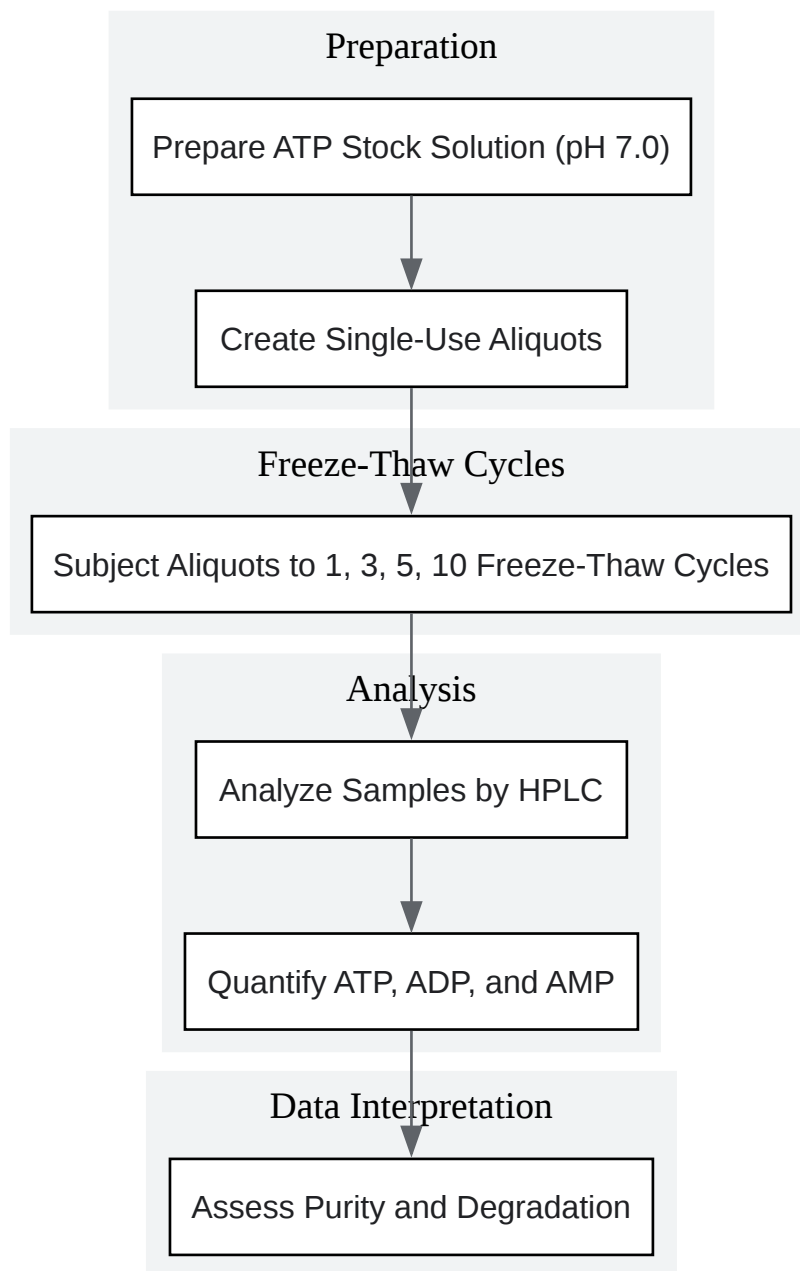 Preparation
Prepare ATP Stock Solution (pH 7.0)
Create Single-Use Aliquots
Freeze-Thaw Cycles
Subject Aliquots to 1, 3, 5, 10 Freeze-Thaw Cycles
Analysis
Analyze Samples by HPLC
Quantify ATP, ADP, and AMP
Data Interpretation
Assess Purity and Degradation